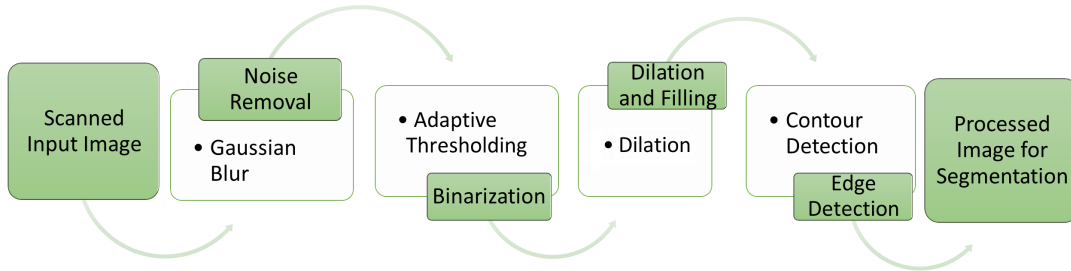 Scanned
Input Image
Noise
Removal
• Gaussian
Blur
• Adaptive
Thresholding
Binarization
Dilation
and Filling
• Dilation
• Contour
Detection
Edge
Detection
Processed
Image for
Segmentation